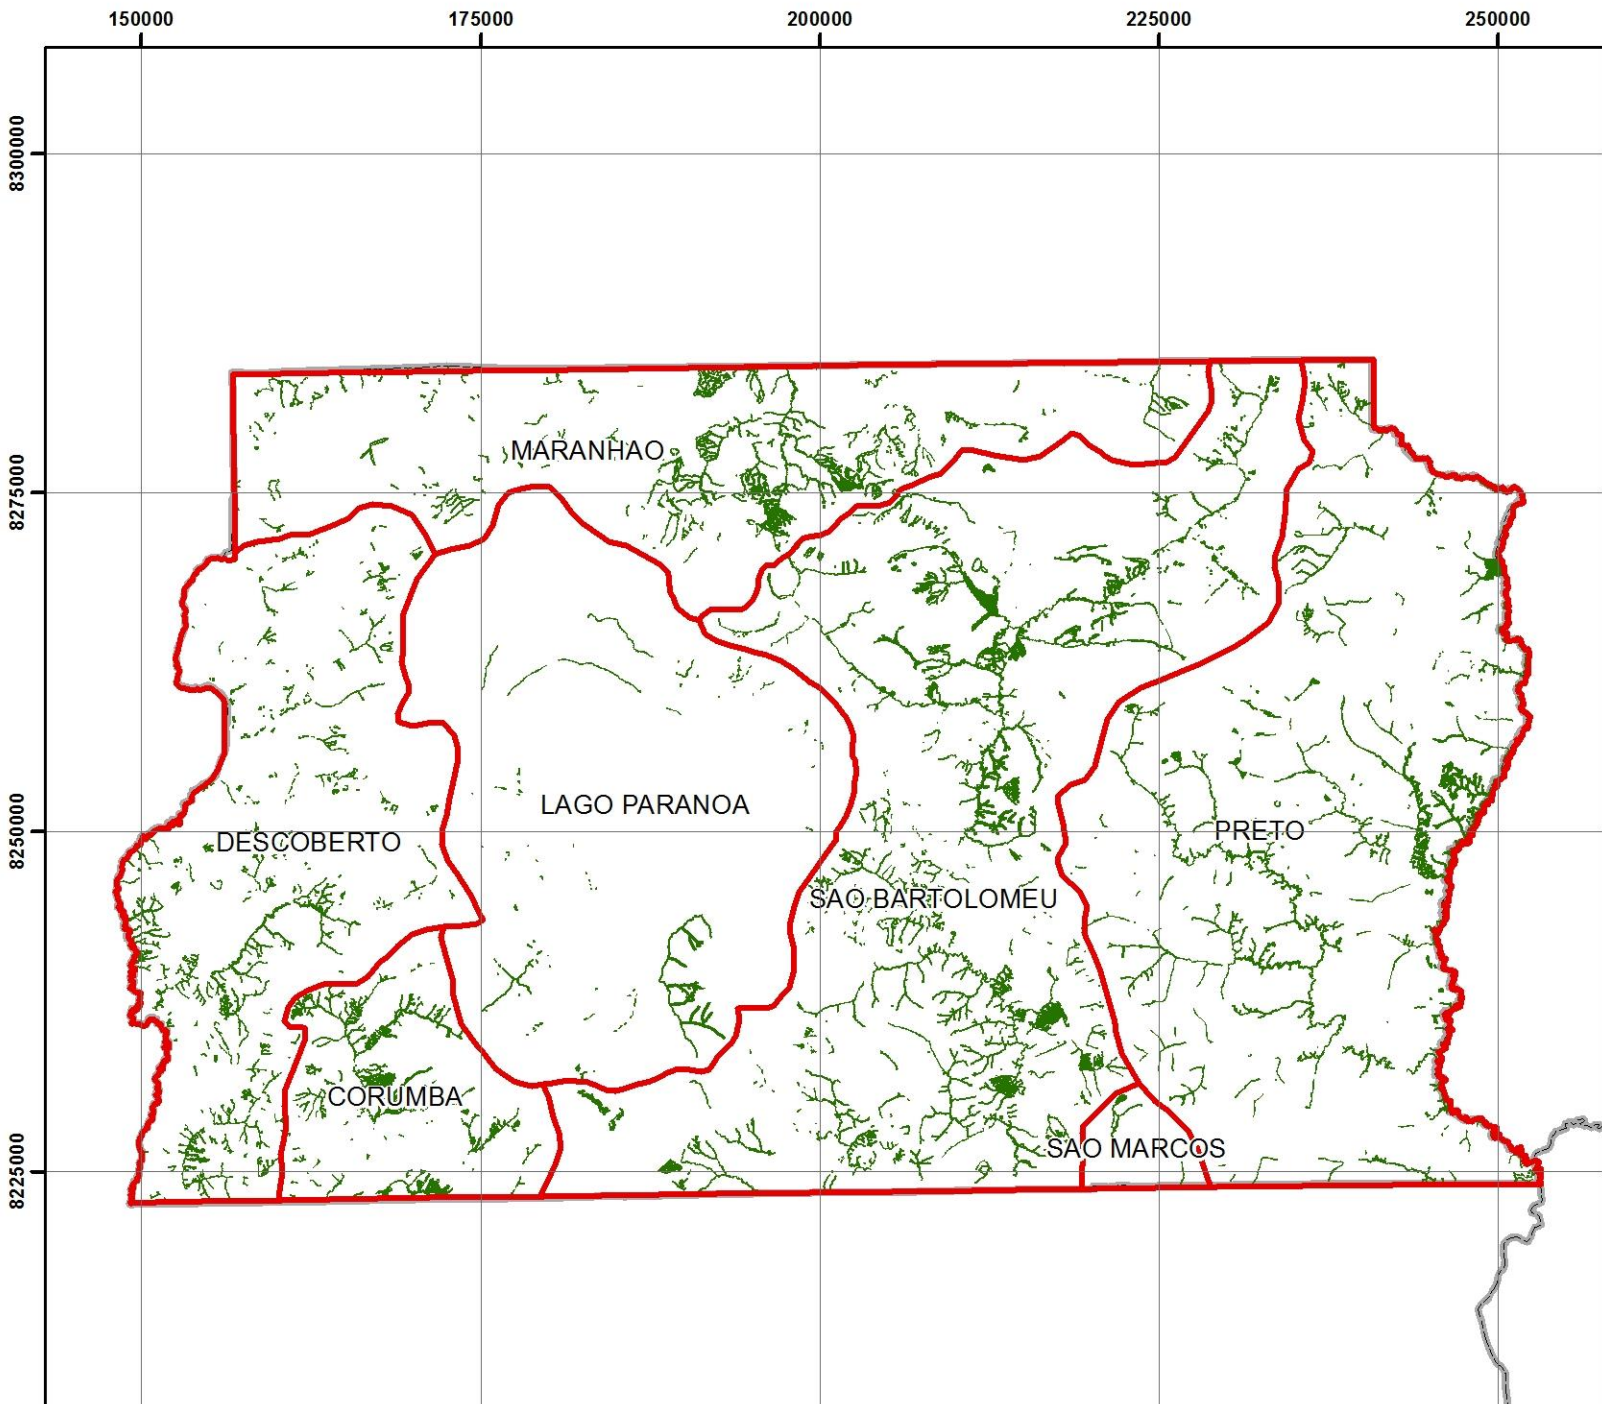 150000 175000 200000 225000 250000
8300000
8275000
8250000
8225000
MARANHAO
LAGO PARANOA
DESCOBERTO
PRETO
SAO BARTOLOMEU
CORUMBA
SAO MARCOS